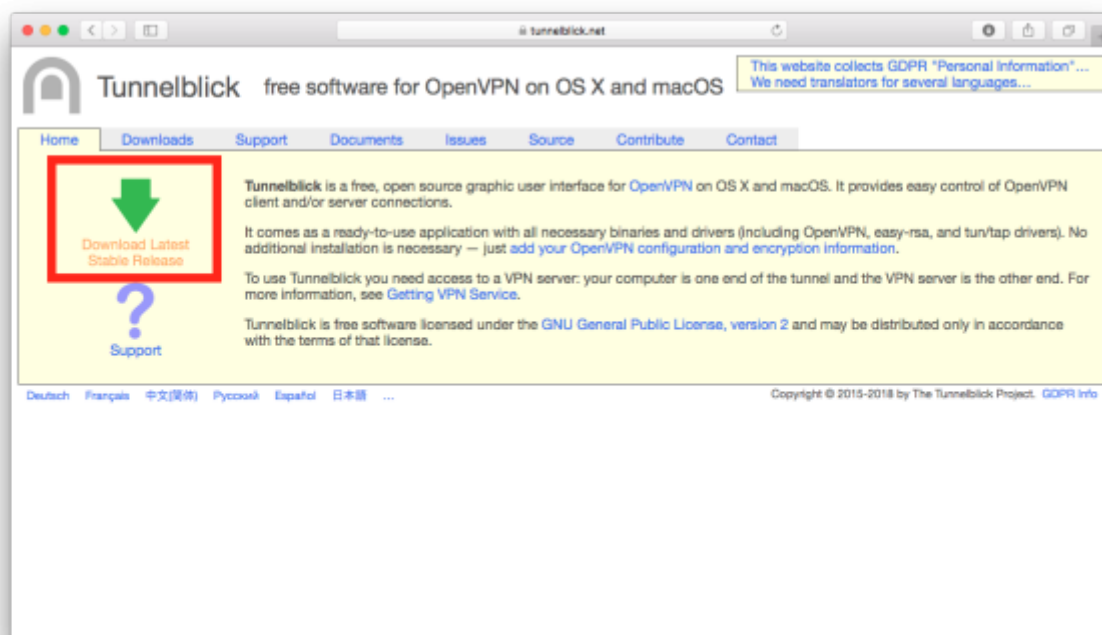 tunnelblick.net
Tunnelblick free software for OpenVPN on OS X and macOS
This website collects GDPR "Personal Information"...
We need translators for several languages...
Home Downloads Support Documents Issues Source Contribute Contact
Download Latest
Stable Release
Support
Tunnelblick is a free, open source graphic user interface for OpenVPN on OS X and macOS. It provides easy control of OpenVPN
client and/or server connections.
It comes as a ready-to-use application with all necessary binaries and drivers (including OpenVPN, easy-rsa, and tun/tap drivers). No
additional installation is necessary — just add your OpenVPN configuration and encryption information.
To use Tunnelblick you need access to a VPN server: your computer is one end of the tunnel and the VPN server is the other end. For
more information, see Getting VPN Service.
Tunnelblick is free software licensed under the GNU General Public License, version 2 and may be distributed only in accordance
with the terms of that license.
Deutsch Français 中文(简体) Русский Español 日本語 ...
Copyright © 2015-2018 by The Tunnelblick Project. GDPR Info